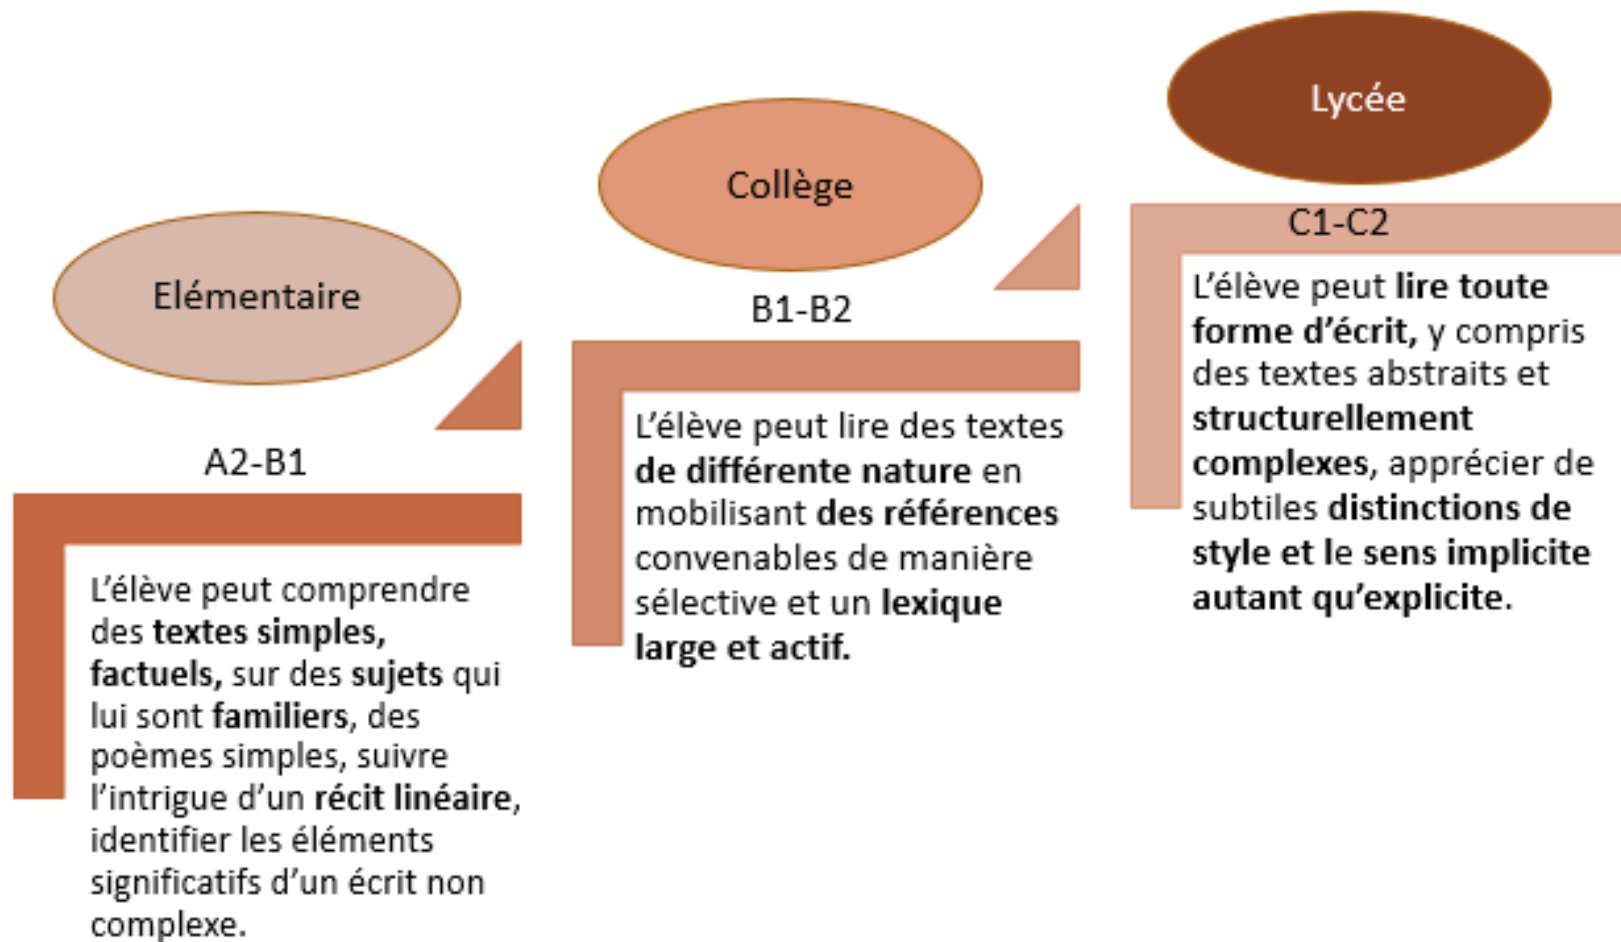 Elémentaire
A2-B1
L’élève peut comprendre
des textes simples,
factuels, sur des sujets qui
lui sont familiers, des
poèmes simples, suivre
l’intrigue d’un récit linéaire,
identifier les éléments
significatifs d’un écrit non
complexe.
Collège
B1-B2
L’élève peut lire des textes
de différente nature en
mobilisant des références
convenables de manière
sélective et un lexique
large et actif.
Lycée
C1-C2
L’élève peut lire toute
forme d’écrit, y compris
des textes abstraits et
structurellement
complexes, apprécier de
subtiles distinctions de
style et le sens implicite
autant qu’explicite.